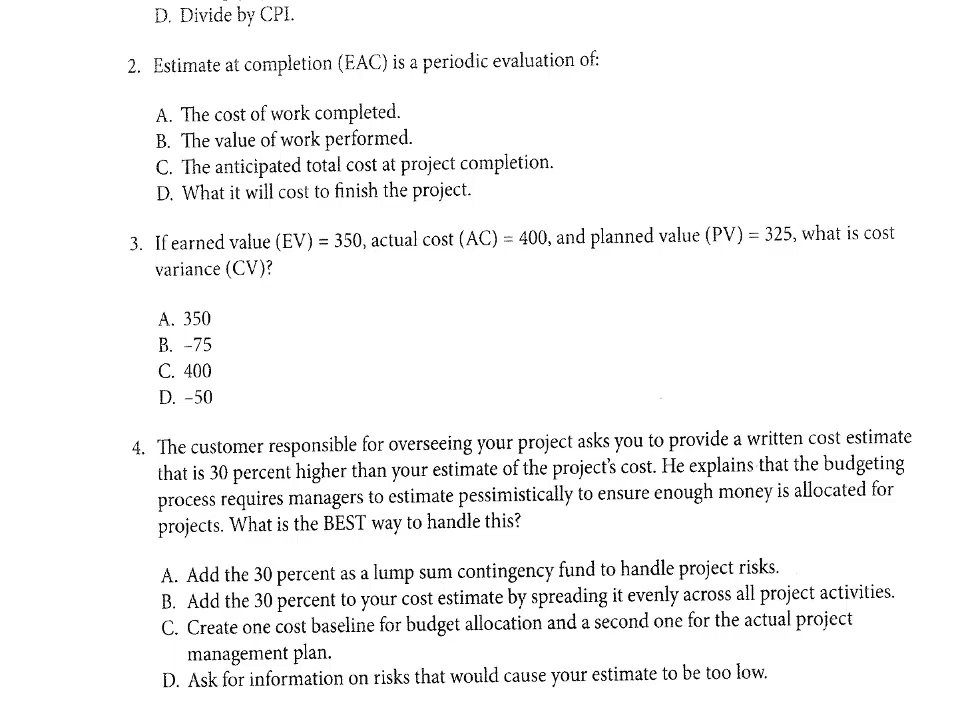 D. Divide by CPI.
2. Estimate at completion (EAC) is a periodic evaluation of:
A. The cost of work completed.
B. The value of work performed.
C. The anticipated total cost at project completion.
D. What it will cost to finish the project.
3. If earned value (EV) = 350, actual cost (AC) = 400, and planned value (PV) = 325, what is cost
variance (CV)?
A. 350
B. –75
C. 400
D. –50
4. The customer responsible for overseeing your project asks you to provide a written cost estimate
that is 30 percent higher than your estimate of the project's cost. He explains that the budgeting
process requires managers to estimate pessimistically to ensure enough money is allocated for
projects. What is the BEST way to handle this?
A. Add the 30 percent as a lump sum contingency fund to handle project risks.
B. Add the 30 percent to your cost estimate by spreading it evenly across all project activities.
C. Create one cost baseline for budget allocation and a second one for the actual project
management plan.
D. Ask for information on risks that would cause your estimate to be too low.